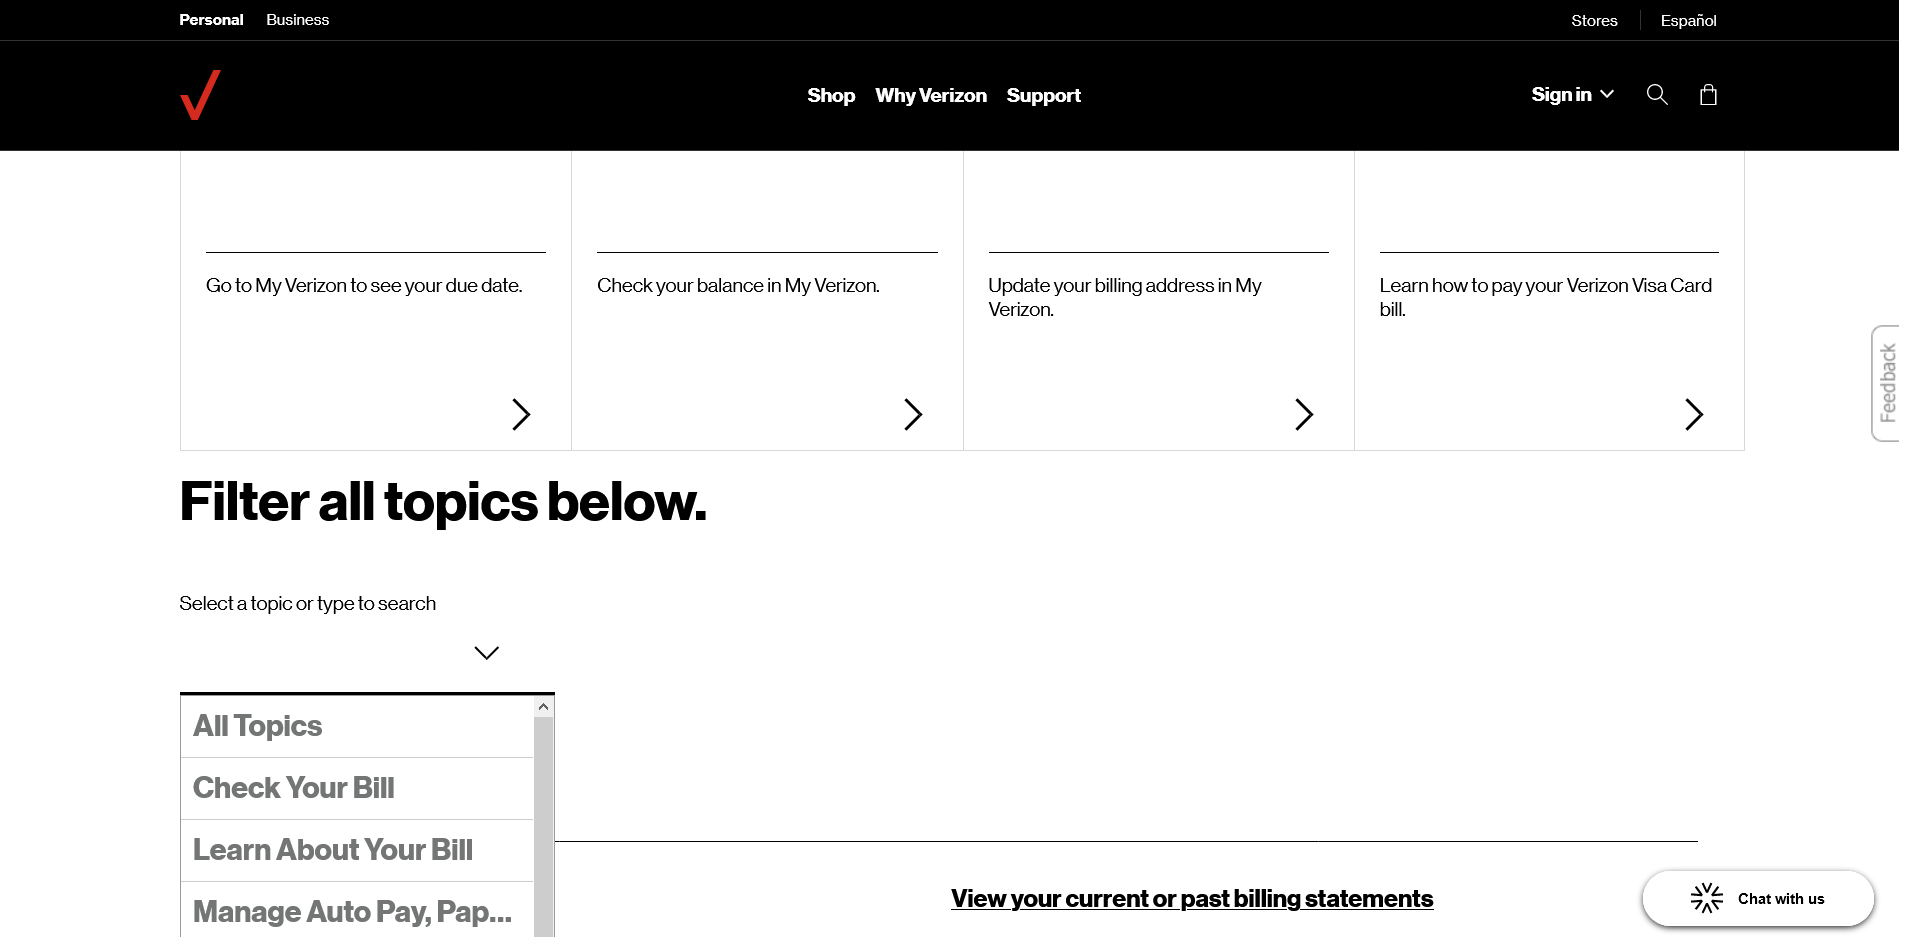 Personal Business Stores Español
Shop Why Verizon Support Sign in
Go to My Verizon to see your due date.
Check your balance in My Verizon.
Update your billing address in My
Verizon.
Learn how to pay your Verizon Visa Card
bill.
Feedback
Filter all topics below.
Select a topic or type to search
All Topics
Check Your Bill
Learn About Your Bill
Manage Auto Pay, Pap...
View your current or past billing statements
Chat with us